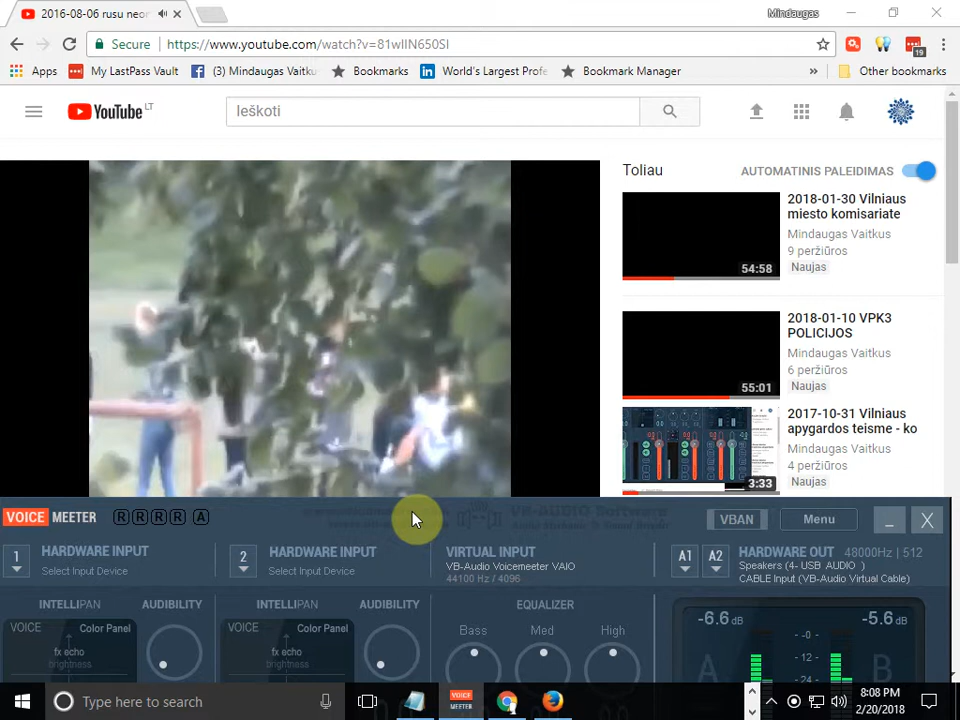 2016-08-06 rusu neor
Mindaugas
Secure
https://www.youtube.com/watch?v=81wIIN650SI
19
Apps
My LastPass Vault
(3) Mindaugas Vaitku
Bookmarks
World's Largest Profe
Bookmark Manager
»
Other bookmarks
YouTube LT
Ieškoti
Toliau
AUTOMATINIS PALEIDIMAS
54:58
2018-01-30 Vilniaus
miesto komisariate
Mindaugas Vaitkus
9 peržiūros
Naujas
55:01
2018-01-10 VPK3
POLICIJOS
Mindaugas Vaitkus
6 peržiūros
Naujas
3:33
2017-10-31 Vilniaus
apygardos teisme - ko
Mindaugas Vaitkus
4 peržiūros
Naujas
VOICE MEETER
R R R R A
VB-AUDIO Software
VBAN
Menu
_ X
1 HARDWARE INPUT
Select Input Device
2 HARDWARE INPUT
Select Input Device
VIRTUAL INPUT
VB-Audio Voicemeeter VAIO
44100 Hz / 4096
A1 A2
HARDWARE OUT 48000Hz | 512
Speakers (4- USB AUDIO )
CABLE Input (VB-Audio Virtual Cable)
INTELLIPAN AUDIBILITY
VOICE Color Panel
fx echo
brightness
INTELLIPAN AUDIBILITY
VOICE Color Panel
fx echo
brightness
EQUALIZER
Bass Med High
-6.6 dB -5.6 dB
-0
-12
-24
A B
Type here to search
VOICE
MEETER
8:08 PM
2/20/2018